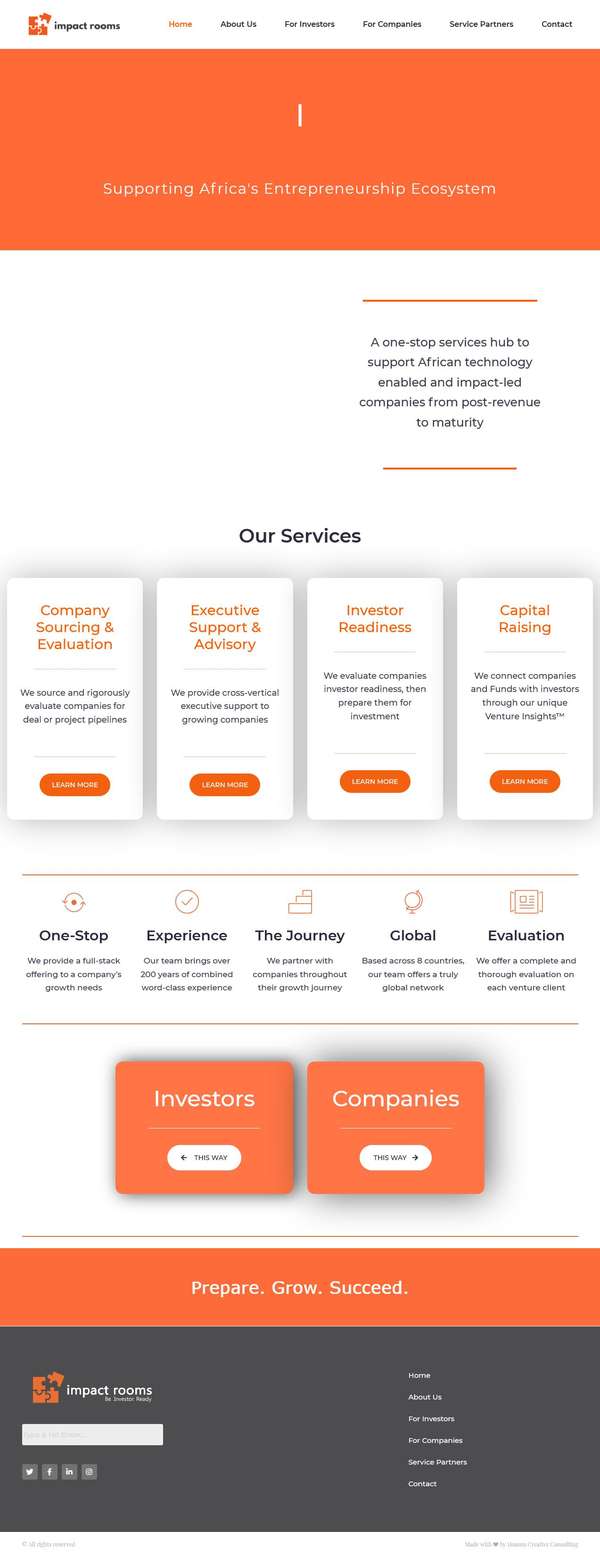 impact rooms
Home
About Us
For Investors
For Companies
Service Partners
Contact
Supporting Africa's Entrepreneurship Ecosystem
A one-stop services hub to
support African technology
enabled and impact-led
companies from post-revenue
to maturity
Our Services
Company
Sourcing &
Evaluation
We source and rigorously
evaluate companies for
deal or project pipelines
LEARN MORE
Executive
Support &
Advisory
We provide cross-vertical
executive support to
growing companies
LEARN MORE
Investor
Readiness
We evaluate companies
investor readiness, then
prepare them for
investment
LEARN MORE
Capital
Raising
We connect companies
and Funds with investors
through our unique
Venture Insights™
LEARN MORE
One-Stop
We provide a full-stack
offering to a company's
growth needs
Experience
Our team brings over
200 years of combined
word-class experience
The Journey
We partner with
companies throughout
their growth journey
Global
Based across 8 countries,
our team offers a truly
global network
Evaluation
We offer a complete and
thorough evaluation on
each venture client
Investors
THIS WAY
Companies
THIS WAY
Prepare. Grow. Succeed.
impact rooms
Be Investor Ready
Type & Hit Enter...
Home
About Us
For Investors
For Companies
Service Partners
Contact
© All rights reserved
Made with ❤ by Creative Consulting